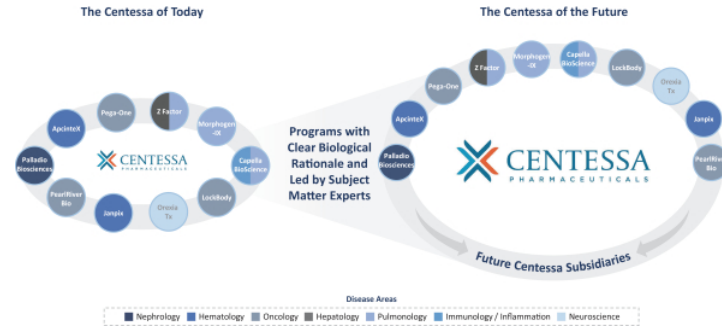 The Centessa of Today
The Centessa of the Future
Pega-One
Z Factor
Morphogen
-IX
Capella
BioScience
LockBody
Orexia
Tx
Janpix
PearlRiver
Bio
Palladio
Biosciences
ApcinteX
CENTESSA
PHARMACEUTICALS
Programs with
Clear Biological
Rationale and
Led by Subject
Matter Experts
Palladio
Biosciences
ApcinteX
Pega-One
Z Factor
Morphogen
-IX
Capella
BioScience
LockBody
Orexia
Tx
Janpix
PearlRiver
Bio
CENTESSA
PHARMACEUTICALS
Future Centessa Subsidiaries
Disease Areas
Nephrology Hematology Oncology Hepatology Pulmonology Immunology / Inflammation Neuroscience